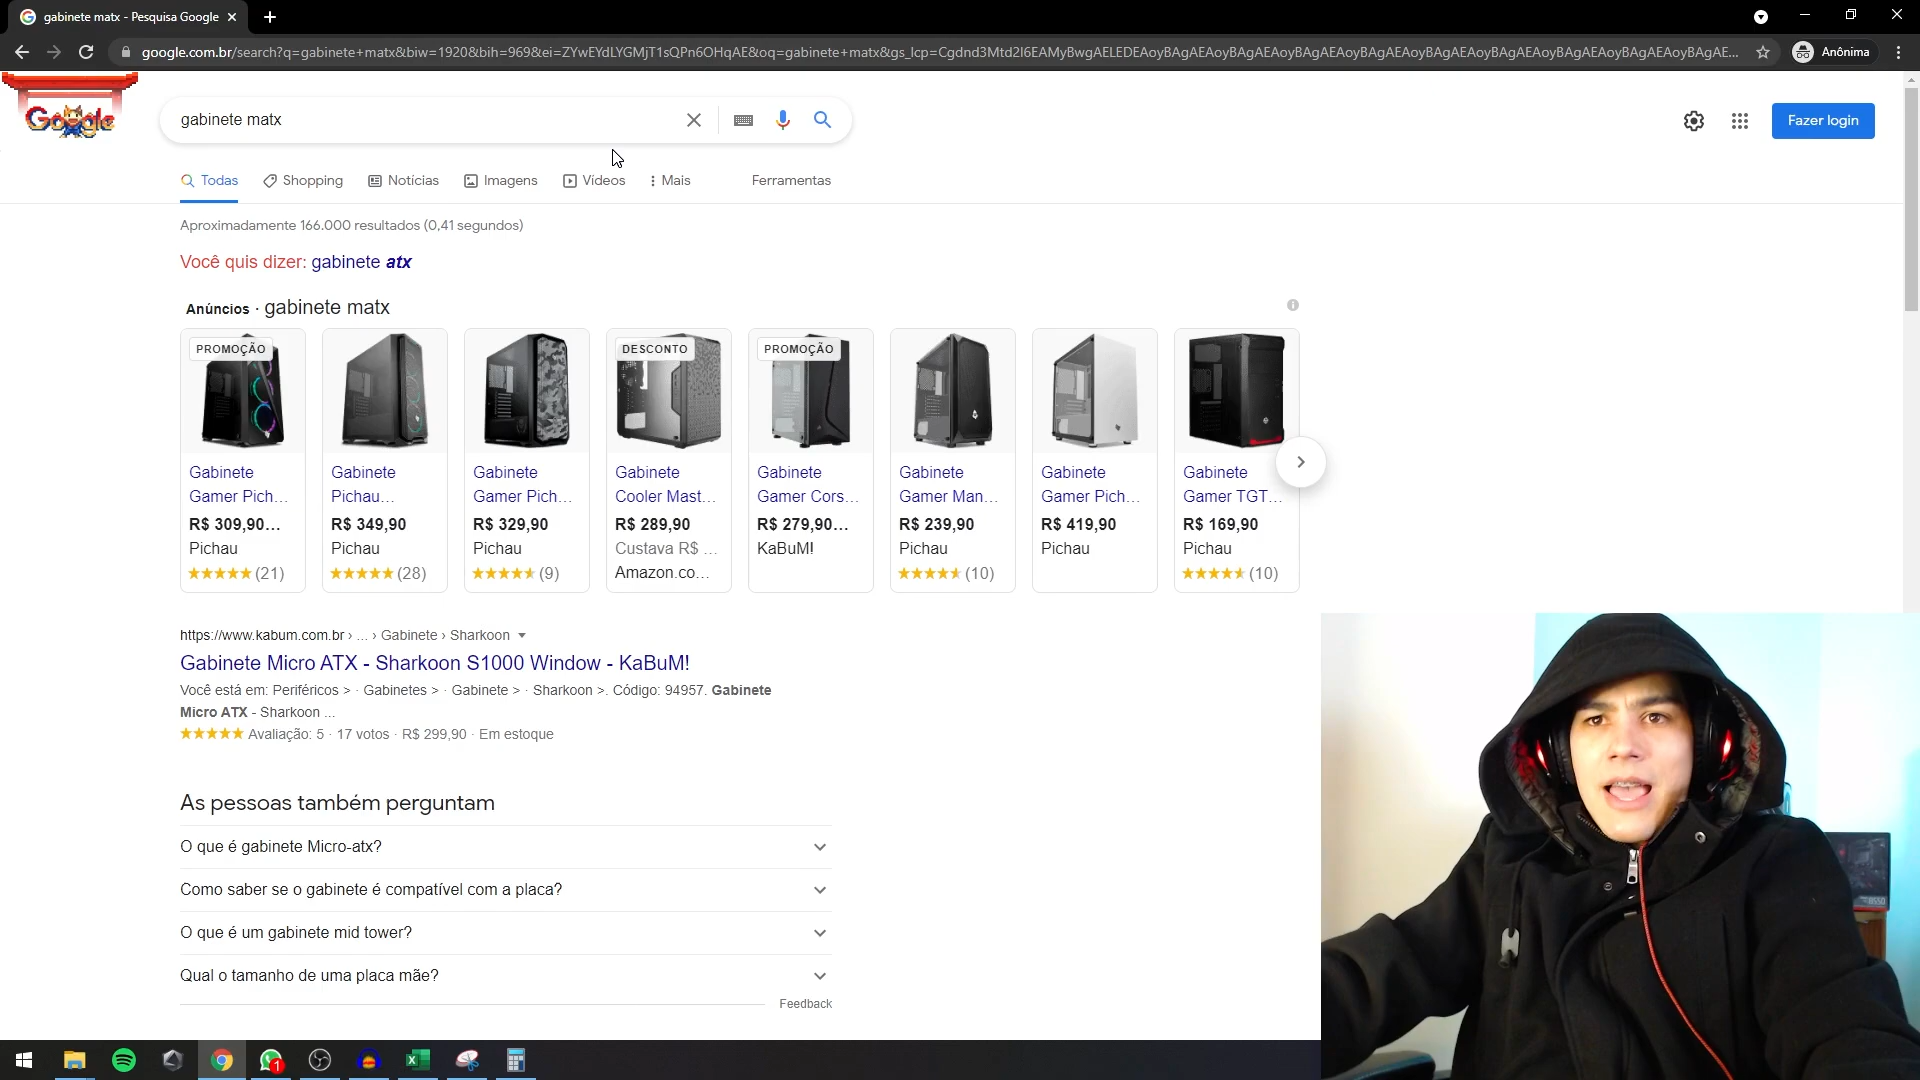 gabinete matx - Pesquisa Google
google.com.br/search?q=gabinete+matx&biw=1920&bih=969&ei=ZYwEYdLYGMjT1sQPn6OHqAE&oq=gabinete+matx&gs_lcp=Cgdnd3Mtd2l6EAMyBwgAELEDEAoyBAgAEAoyBAgAEAoyBAgAEAoyBAgAEAoyBAgAEAoyBAgAEAoyBAgAEAoyBAgAEAoyBAgAE...
Anônima
Google
gabinete matx
Fazer login
Todas
Shopping
Notícias
Imagens
Vídeos
Mais
Ferramentas
Aproximadamente 166.000 resultados (0,41 segundos)
Você quis dizer: gabinete atx
Anúncios · gabinete matx
PROMOÇÃO
Gabinete
Gamer Pich...
R$ 309,90...
Pichau
(21)
Gabinete
Pichau...
R$ 349,90
Pichau
(28)
Gabinete
Gamer Pich...
R$ 329,90
Pichau
(9)
DESCONTO
Gabinete
Cooler Mast...
R$ 289,90
Custava R$ ...
Amazon.co...
PROMOÇÃO
Gabinete
Gamer Cors...
R$ 279,90...
KaBuM!
Gabinete
Gamer Man...
R$ 239,90
Pichau
(10)
Gabinete
Gamer Pich...
R$ 419,90
Pichau
Gabinete
Gamer TGT...
R$ 169,90
Pichau
(10)
https://www.kabum.com.br › ... › Gabinete › Sharkoon
Gabinete Micro ATX - Sharkoon S1000 Window - KaBuM!
Você está em: Periféricos > · Gabinetes > · Gabinete > · Sharkoon >. Código: 94957. Gabinete
Micro ATX - Sharkoon ...
Avaliação: 5 · 17 votos · R$ 299,90 · Em estoque
As pessoas também perguntam
O que é gabinete Micro-atx?
Como saber se o gabinete é compatível com a placa?
O que é um gabinete mid tower?
Qual o tamanho de uma placa mãe?
Feedback
1
B550